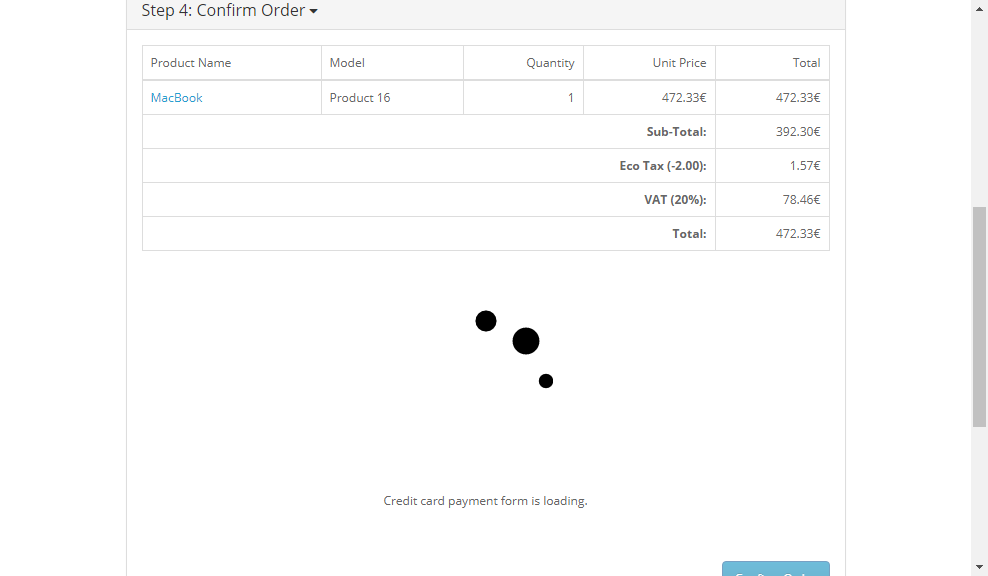 Step 4: Confirm Order
Product Name Model Quantity Unit Price Total
MacBook Product 16 1 472.33€ 472.33€
Sub-Total: 392.30€
Eco Tax (-2.00): 1.57€
VAT (20%): 78.46€
Total: 472.33€
Credit card payment form is loading.
Confirm Order